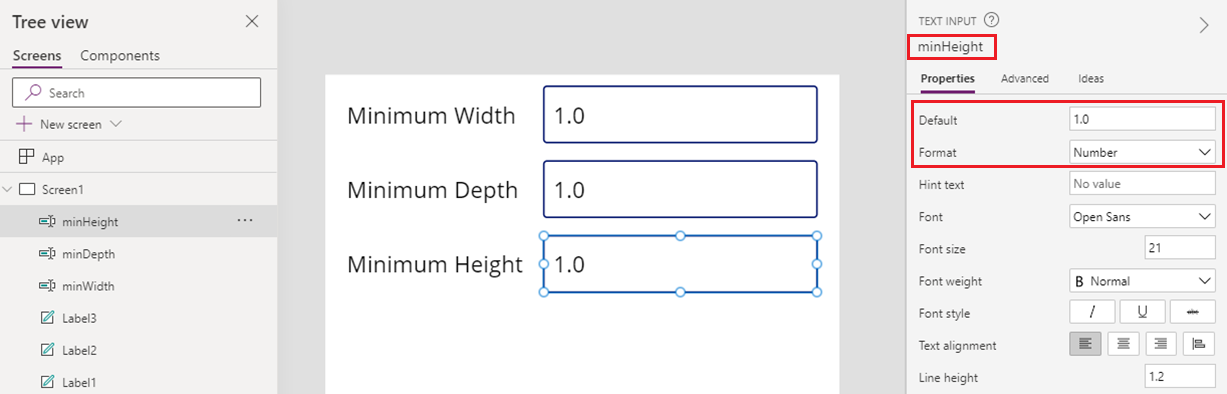 Tree view
Screens Components
Search
New screen
App
Screen1
minHeight ...
minDepth
minWidth
Label3
Label2
Label1
Minimum Width 1.0
Minimum Depth 1.0
Minimum Height 1.0
TEXT INPUT ?
minHeight
Properties Advanced Ideas
Default 1.0
Format Number
Hint text No value
Font Open Sans
Font size 21
Font weight B Normal
Font style / U abc
Text alignment
Line height 1.2